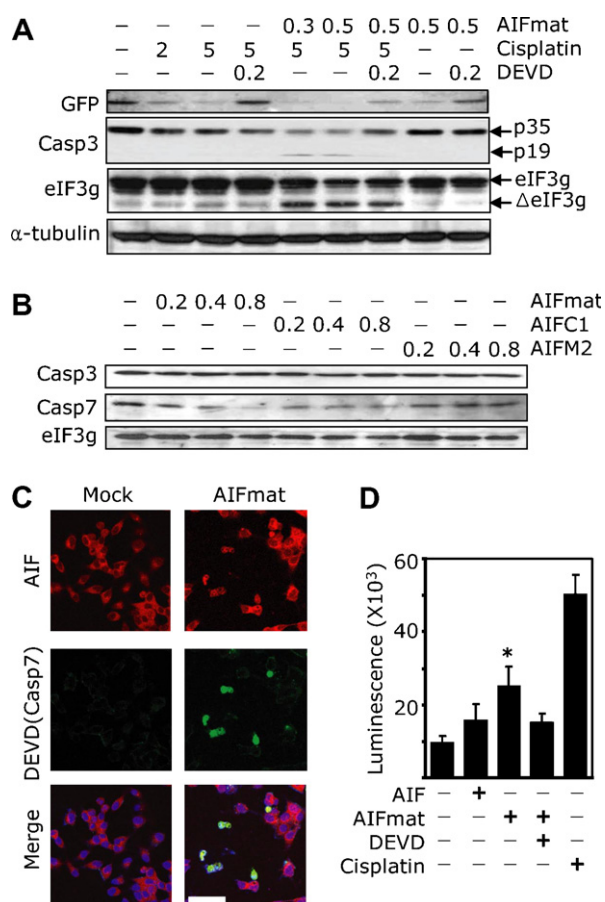 A
– – – – 0.3 0.5 0.5 0.5 0.5 AIFmat
– 2 5 5 5 5 5 – – Cisplatin
– – – 0.2 – – 0.2 – 0.2 DEVD
GFP
Casp3
p35
p19
eIF3g
eIF3g
ΔeIF3g
α-tubulin
B
– 0.2 0.4 0.8 – – – – – – AIFmat
– – – – 0.2 0.4 0.8 – – – AIFC1
– – – – – – – 0.2 0.4 0.8 AIFM2
Casp3
Casp7
eIF3g
C
Mock AIFmat
AIF
DEVD(Casp7)
Merge
D
Luminescence (X10³)
60
40
20
*
AIF – + – – –
AIFmat – – + + –
DEVD – – – + –
Cisplatin – – – – +